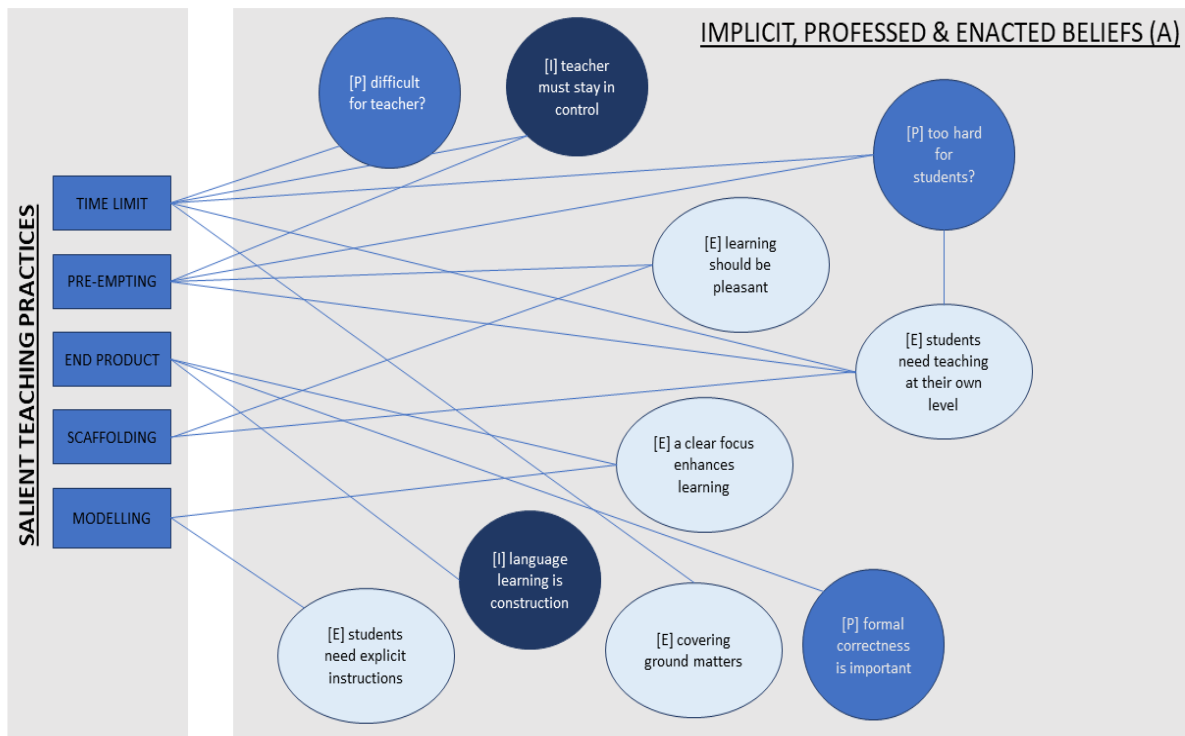 IMPLICIT, PROFESSED & ENACTED BELIEFS (A)
SALIENT TEACHING PRACTICES
TIME LIMIT
PRE-EMPTING
END PRODUCT
SCAFFOLDING
MODELLING
[P] difficult
for teacher?
[I] teacher
must stay in
control
[P] too hard
for
students?
[E] learning
should be
pleasant
[E] students
need teaching
at their own
level
[E] a clear focus
enhances
learning
[I] language
learning is
construction
[E] students
need explicit
instructions
[E] covering
ground matters
[P] formal
correctness
is important